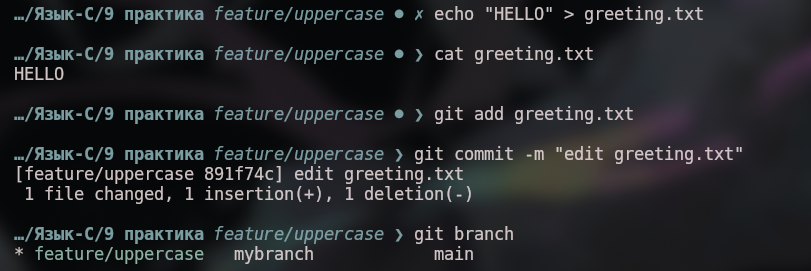 …/Язык-C/9 практика feature/uppercase ● ✗ echo "HELLO" > greeting.txt
…/Язык-C/9 практика feature/uppercase ● ❯ cat greeting.txt
HELLO
…/Язык-C/9 практика feature/uppercase ● ❯ git add greeting.txt
…/Язык-C/9 практика feature/uppercase ❯ git commit -m "edit greeting.txt"
[feature/uppercase 891f74c] edit greeting.txt
 1 file changed, 1 insertion(+), 1 deletion(-)
…/Язык-C/9 практика feature/uppercase ❯ git branch
* feature/uppercase   mybranch            main